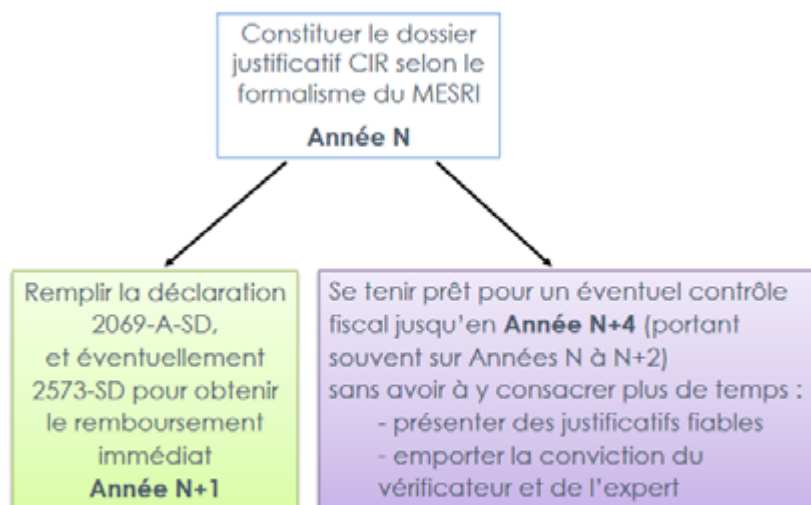 Constituer le dossier
justificatif CIR selon le
formalisme du MESRI
Année N
Remplir la déclaration
2069-A-SD,
et éventuellement
2573-SD pour obtenir
le remboursement
immédiat
Année N+1
Se tenir prêt pour un éventuel contrôle
fiscal jusqu'en Année N+4 (portant
souvent sur Années N à N+2)
sans avoir à y consacrer plus de temps :
- présenter des justificatifs fiables
- emporter la conviction du
vérificateur et de l'expert